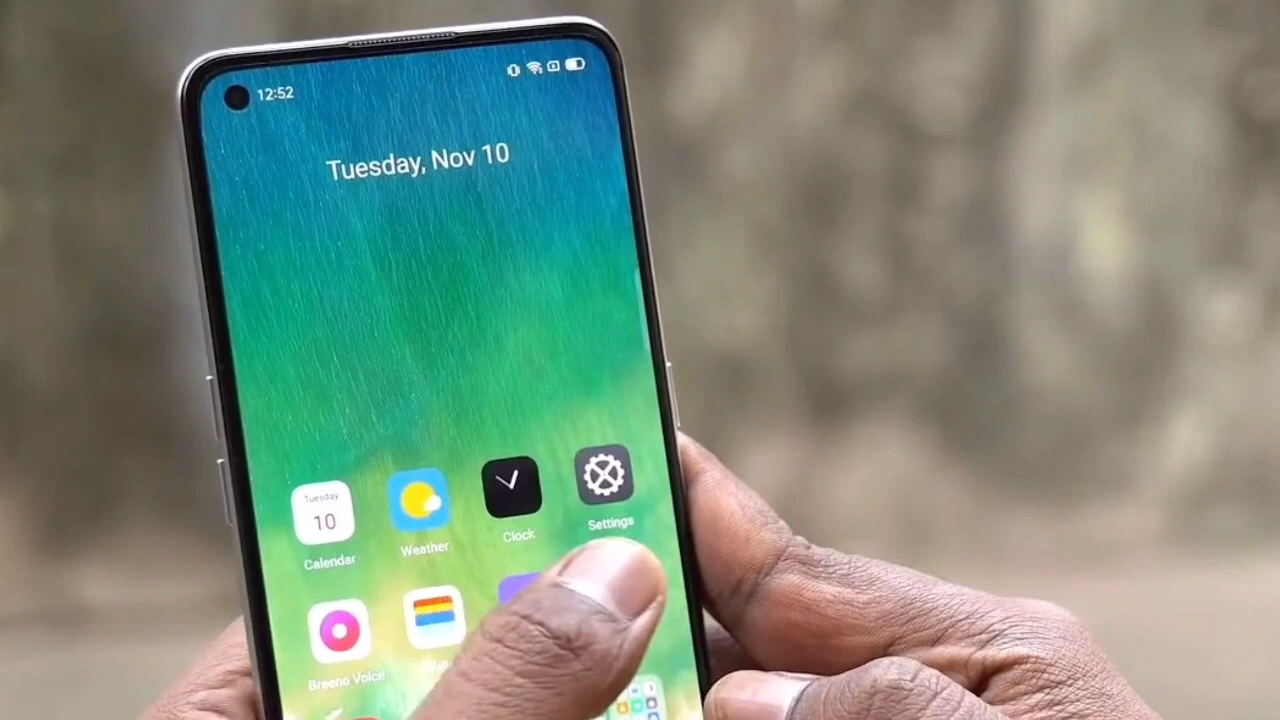 12:52
Tuesday, Nov 10
Tuesday
10
Calendar
Weather
Clock
Settings
Breeno Voice